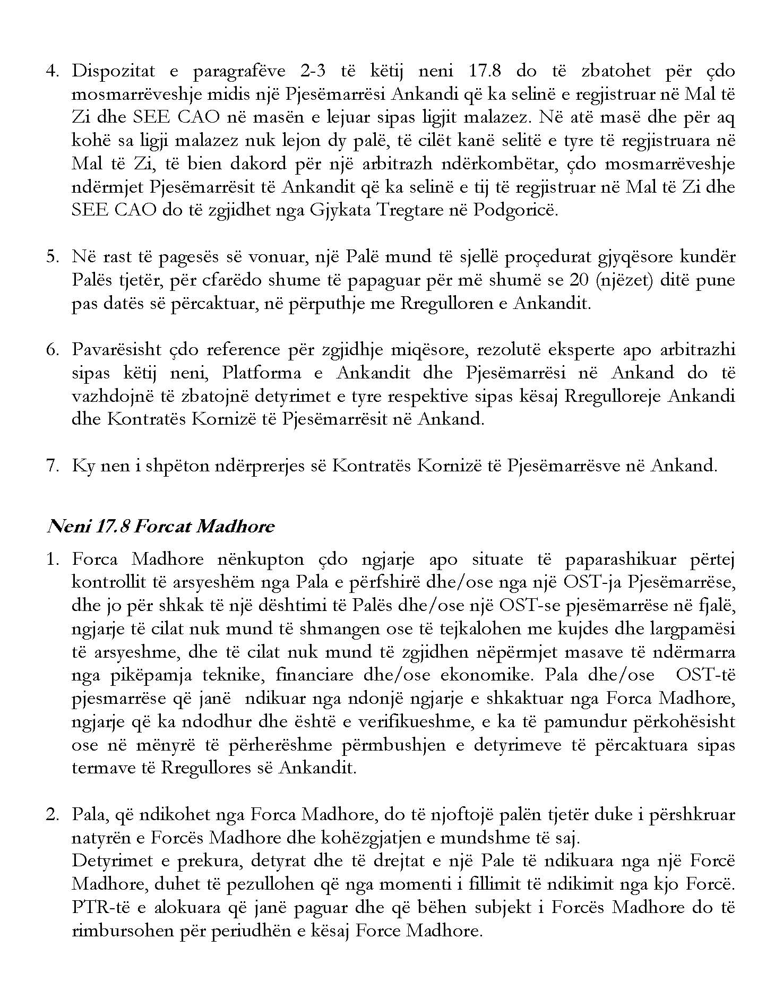 4. Dispozitat e paragrafëve 2-3 të këtij neni 17.8 do të zbatohet për çdo
mosmarrëveshje midis një Pjesëmarrësi Ankandi që ka selinë e regjistruar në Mal të
Zi dhe SEE CAO në masën e lejuar sipas ligjit malazez. Në atë masë dhe për aq
kohë sa ligji malazez nuk lejon dy palë, të cilët kanë selitë e tyre të regjistruara në
Mal të Zi, të bien dakord për një arbitrazh ndërkombëtar, çdo mosmarrëveshje
ndërmjet Pjesëmarrësit të Ankandit që ka selinë e tij të regjistruar në Mal të Zi dhe
SEE CAO do të zgjidhet nga Gjykata Tregtare në Podgoricë.
5. Në rast të pagesës së vonuar, një Palë mund të sjellë proçedurat gjyqësore kundër
Palës tjetër, për cfarëdo shume të papaguar për më shumë se 20 (njëzet) ditë pune
pas datës së përcaktuar, në përputhje me Rregulloren e Ankandit.
6. Pavarësisht çdo reference për zgjidhje miqësore, rezolutë eksperte apo arbitrazhi
sipas këtij neni, Platforma e Ankandit dhe Pjesëmarrësi në Ankand do të
vazhdojnë të zbatojnë detyrimet e tyre respektive sipas kësaj Rregulloreje Ankandi
dhe Kontratës Kornizë të Pjesëmarrësit në Ankand.
7. Ky nen i shpëton ndërprerjes së Kontratës Kornizë të Pjesëmarrësve në Ankand.
Neni 17.8 Forcat Madhore
1. Forca Madhore nënkupton çdo ngjarje apo situate të paparashikuar përtej
kontrollit të arsyeshëm nga Pala e përfshirë dhe/ose nga një OST-ja Pjesëmarrëse,
dhe jo për shkak të një dështimi të Palës dhe/ose një OST-se pjesëmarrëse në fjalë,
ngjarje të cilat nuk mund të shmangen ose të tejkalohen me kujdes dhe largpamësi
të arsyeshme, dhe të cilat nuk mund të zgjidhen nëpërmjet masave të ndërmarra
nga pikëpamja teknike, financiare dhe/ose ekonomike. Pala dhe/ose OST-të
pjesmarrëse që janë ndikuar nga ndonjë ngjarje e shkaktuar nga Forca Madhore,
ngjarje që ka ndodhur dhe është e verifikueshme, e ka të pamundur përkohësisht
ose në mënyrë të përherëshme përmbushjen e detyrimeve të përcaktuara sipas
termave të Rregullores së Ankandit.
2. Pala, që ndikohet nga Forca Madhore, do të njoftojë palën tjetër duke i përshkruar
natyrën e Forcës Madhore dhe kohëzgjatjen e mundshme të saj.
Detyrimet e prekura, detyrat dhe të drejtat e një Pale të ndikuara nga një Forcë
Madhore, duhet të pezullohen që nga momenti i fillimit të ndikimit nga kjo Forcë.
PTR-të e alokuara që janë paguar dhe që bëhen subjekt i Forcës Madhore do të
rimbursohen për periudhën e kësaj Force Madhore.